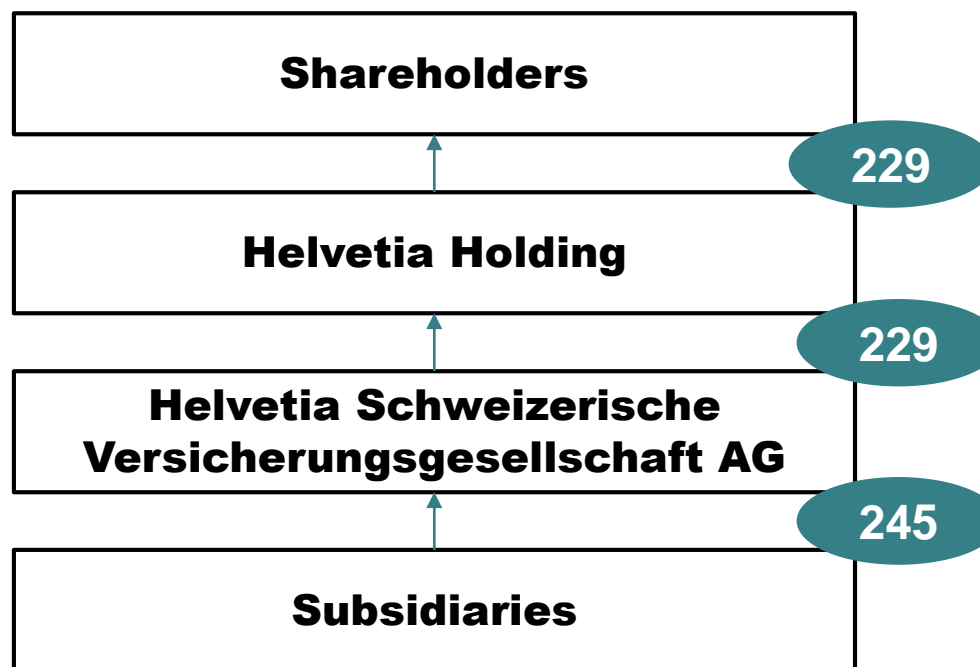 Shareholders
229
Helvetia Holding
229
Helvetia Schweizerische
Versicherungsgesellschaft AG
245
Subsidiaries